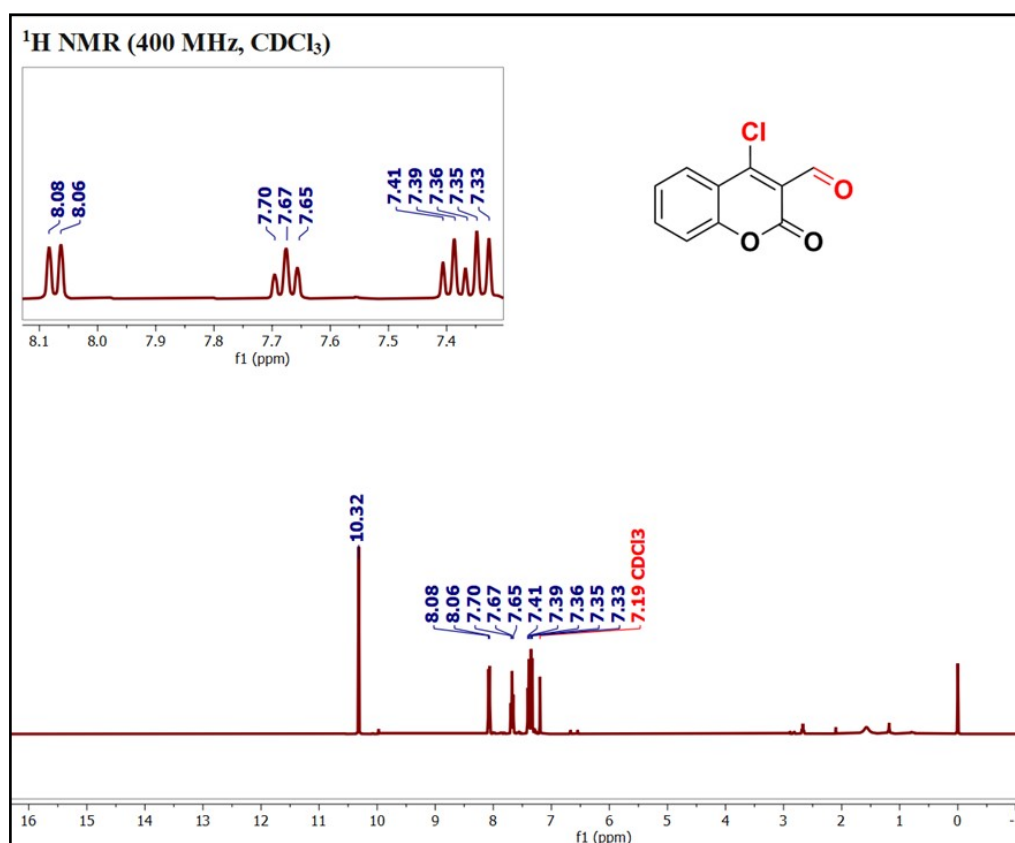 ¹H NMR (400 MHz, CDCl₃)
8.08
8.06
7.70
7.67
7.65
7.41
7.39
7.36
7.35
7.33
8.1 8.0 7.9 7.8 7.7 7.6 7.5 7.4
f1 (ppm)
Cl
O
O
O
10.32
8.08
8.06
7.70
7.67
7.65
7.41
7.39
7.36
7.35
7.33
7.19 CDCl3
16 15 14 13 12 11 10 9 8 7 6 5 4 3 2 1 0 -
f1 (ppm)